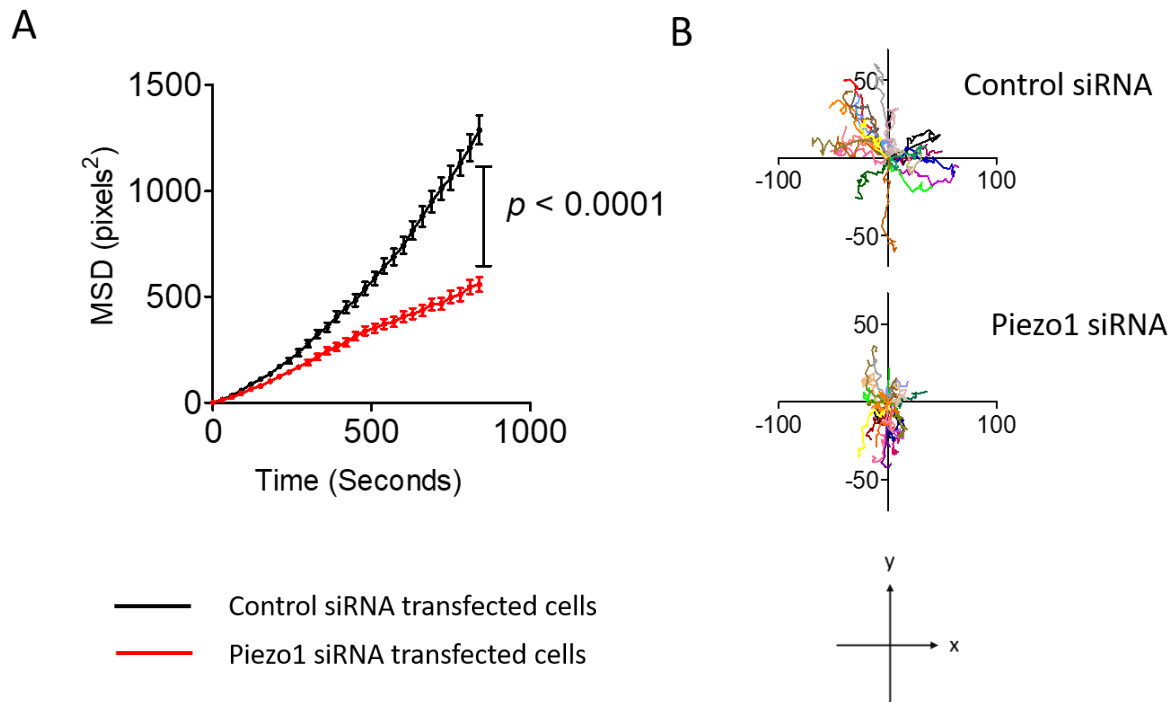 A
1500
1000
500
0
MSD (pixels²)
0 500 1000
Time (Seconds)
p < 0.0001
Control siRNA transfected cells
Piezo1 siRNA transfected cells
B
Control siRNA
50
-100 100
-50
Piezo1 siRNA
50
-100 100
-50
y
x